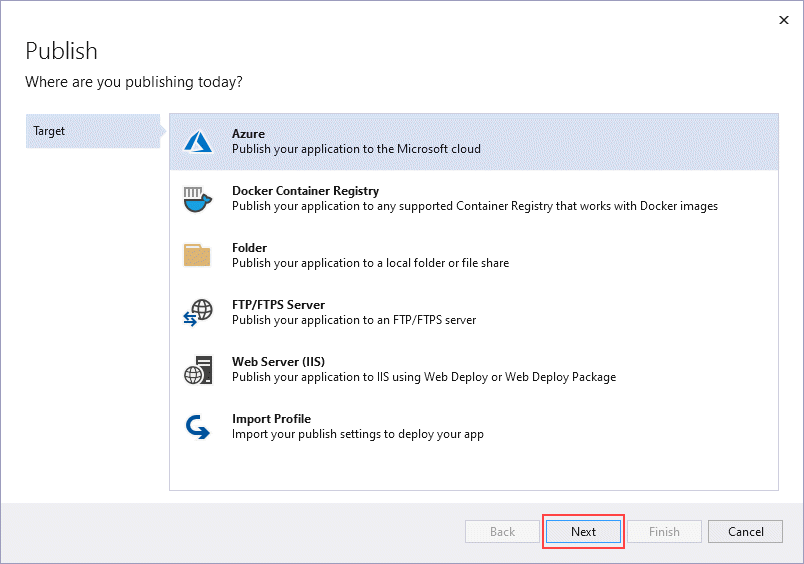 Publish
Where are you publishing today?
Target
Azure
Publish your application to the Microsoft cloud
Docker Container Registry
Publish your application to any supported Container Registry that works with Docker images
Folder
Publish your application to a local folder or file share
FTP/FTPS Server
Publish your application to an FTP/FTPS server
Web Server (IIS)
Publish your application to IIS using Web Deploy or Web Deploy Package
Import Profile
Import your publish settings to deploy your app
Back
Next
Finish
Cancel